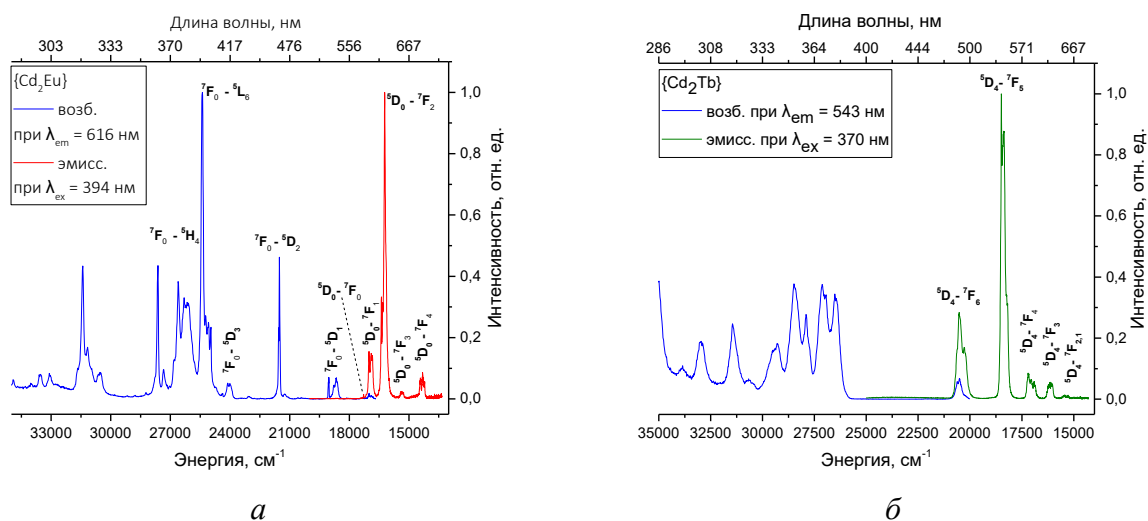 Длина волны, нм
303 333 370 417 476 556 667
{Cd₂Eu}
возб.
при λem = 616 нм
эмисс.
при λex = 394 нм
⁷F₀ - ⁵L₆
⁵D₀ - ⁷F₂
⁷F₀ - ⁵H₄
⁷F₀ - ⁵D₂
⁷F₀ - ⁵D₃
⁷F₀ - ⁵D₁
⁵D₀ - ⁷F₀
⁵D₀ - ⁷F₁
⁵D₀ - ⁷F₃
⁵D₀ - ⁷F₄
1,0
0,8
0,6
0,4
0,2
0,0
Интенсивность, отн. ед.
33000 30000 27000 24000 21000 18000 15000
Энергия, см⁻¹
а
Длина волны, нм
286 308 333 364 400 444 500 571 667
{Cd₂Tb}
возб. при λem = 543 нм
эмисс. при λex = 370 нм
⁵D₄ - ⁷F₅
⁵D₄ - ⁷F₆
⁵D₄ - ⁷F₄
⁵D₄ - ⁷F₃
⁵D₄ - ⁷F₂,₁
1,0
0,8
0,6
0,4
0,2
0,0
Интенсивность, отн. ед.
35000 32500 30000 27500 25000 22500 20000 17500 15000
Энергия, см⁻¹
б